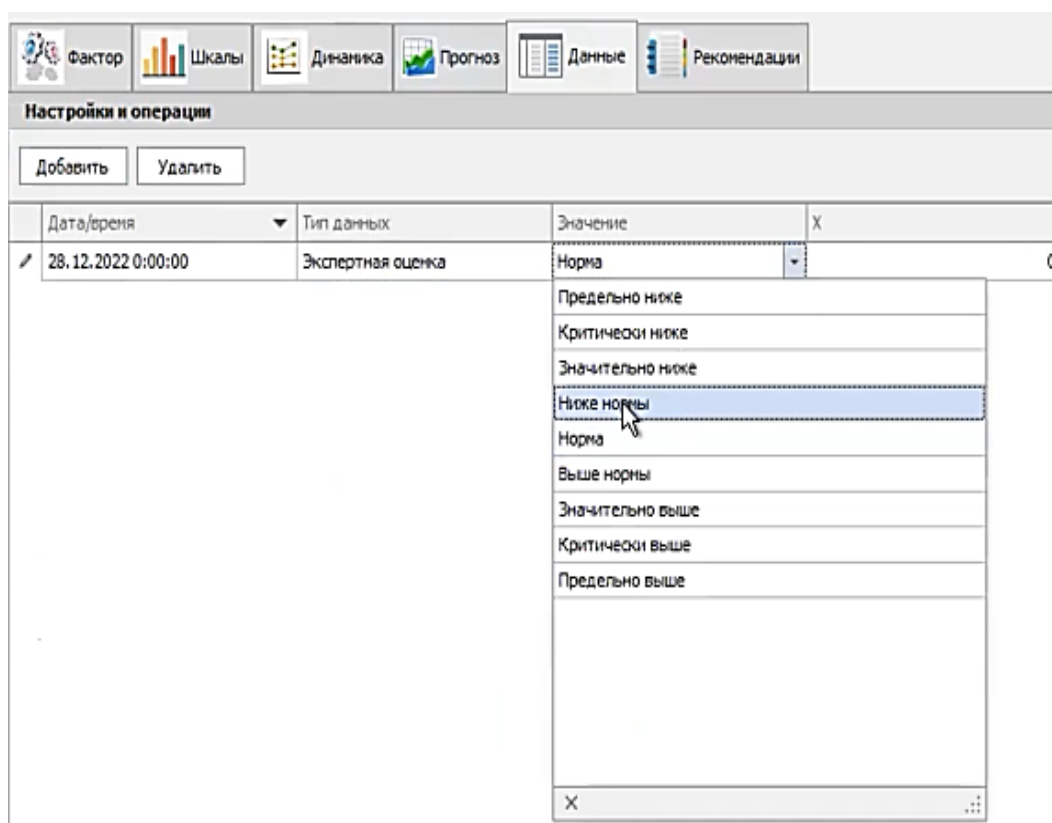 Фактор Шкалы Динамика Прогноз Данные Рекомендации
Настройки и операции
Добавить Удалить
Дата/время Тип данных Значение X
28.12.2022 0:00:00 Экспертная оценка Норма
Предельно ниже
Критически ниже
Значительно ниже
Ниже нормы
Норма
Выше нормы
Значительно выше
Критически выше
Предельно выше